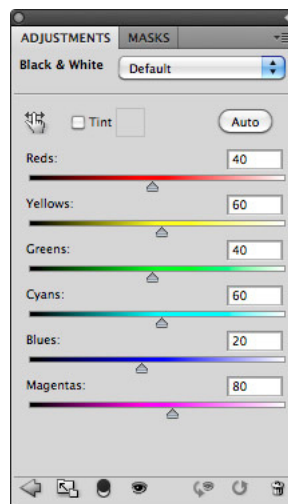 ADJUSTMENTS MASKS
Black & White Default
Tint Auto
Reds: 40
Yellows: 60
Greens: 40
Cyans: 60
Blues: 20
Magentas: 80